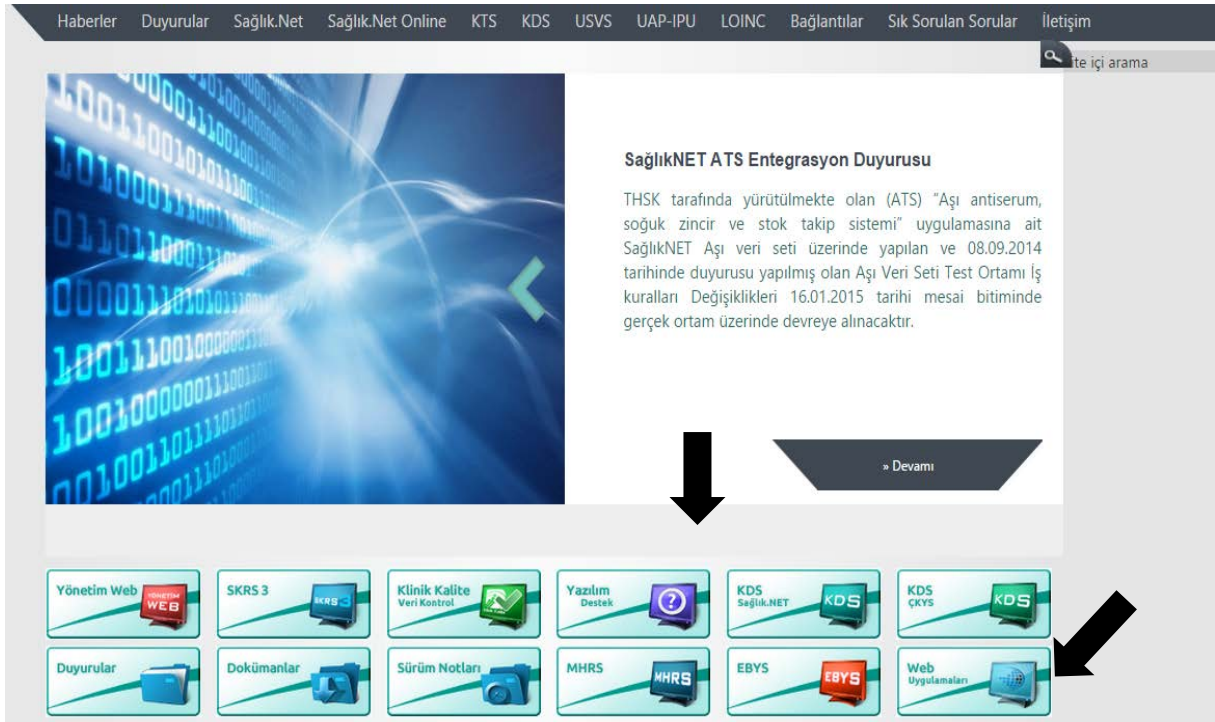 Haberler Duyurular Sağlık.Net Sağlık.Net Online KTS KDS USVS UAP-IPU LOINC Bağlantılar Sık Sorulan Sorular İletişim
ite içi arama
SağlıkNET ATS Entegrasyon Duyurusu
THSK tarafında yürütülmekte olan (ATS) "Aşı antiserum,
soğuk zincir ve stok takip sistemi" uygulamasına ait
SağlıkNET Aşı veri seti üzerinde yapılan ve 08.09.2014
tarihinde duyurusu yapılmış olan Aşı Veri Seti Test Ortamı İş
kuralları Değişiklikleri 16.01.2015 tarihi mesai bitiminde
gerçek ortam üzerinde devreye alınacaktır.
» Devamı
Yönetim Web
YÖNETİM
WEB
SKRS 3
SKRS3
Klinik Kalite
Veri Kontrol
Yazılım
Destek
KDS
Sağlık.NET
KDS
KDS
ÇKYS
KDS
Duyurular
Dokümanlar
Sürüm Notları
MHRS
MHRS
EBYS
EBYS
Web
Uygulamaları